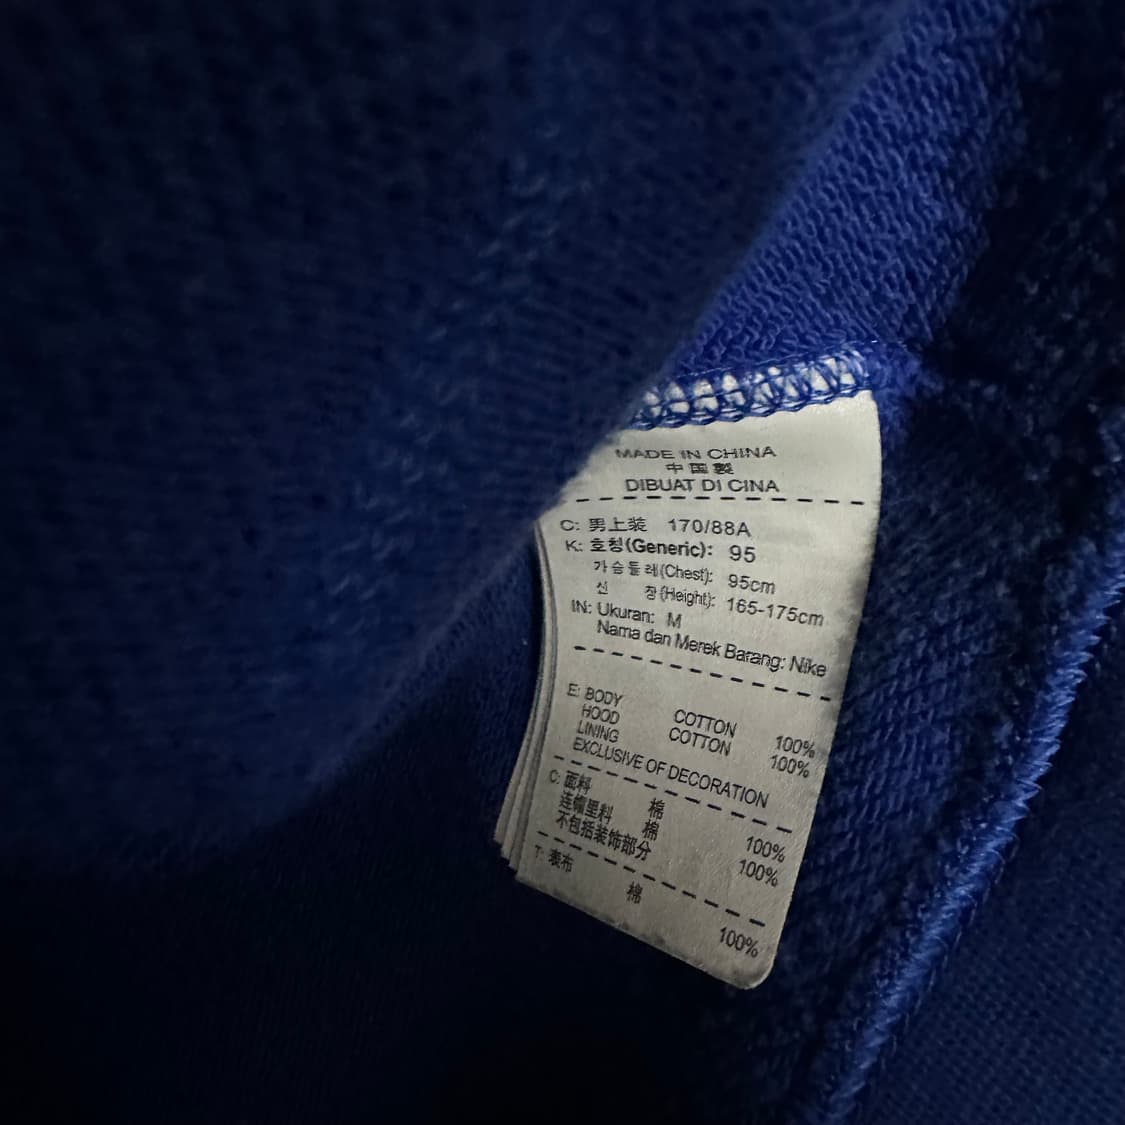 MADE IN CHINA
中国製
DIBUAT DI CINA
C: 男上装 170/88A
K: 호칭(Generic): 95
가슴둘레(Chest): 95cm
신 장(Height): 165-175cm
IN: Ukuran: M
Nama dan Merek Barang: Nike
E: BODY COTTON 100%
HOOD COTTON 100%
LINING
EXCLUSIVE OF DECORATION
C: 面料 棉 100%
连帽里料 棉 100%
不包括装饰部分
T: 表布 棉 100%